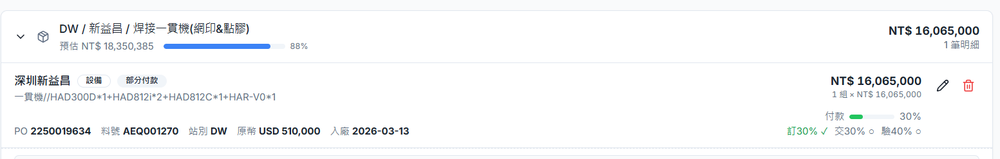 DW / 新益昌 / 焊接一貫機(網印&點膠)
NT$ 16,065,000
預估 NT$ 18,350,385 88%
1 筆明細
深圳新益昌 設備 部分付款
NT$ 16,065,000
一貫機//HAD300D*1+HAD812i*2+HAD812C*1+HAR-V0*1
1 組 × NT$ 16,065,000
付款 30%
PO 2250019634 料號 AEQ001270 站別 DW 原幣 USD 510,000 入廠 2026-03-13
訂30% ✓ 交30% ○ 驗40% ○